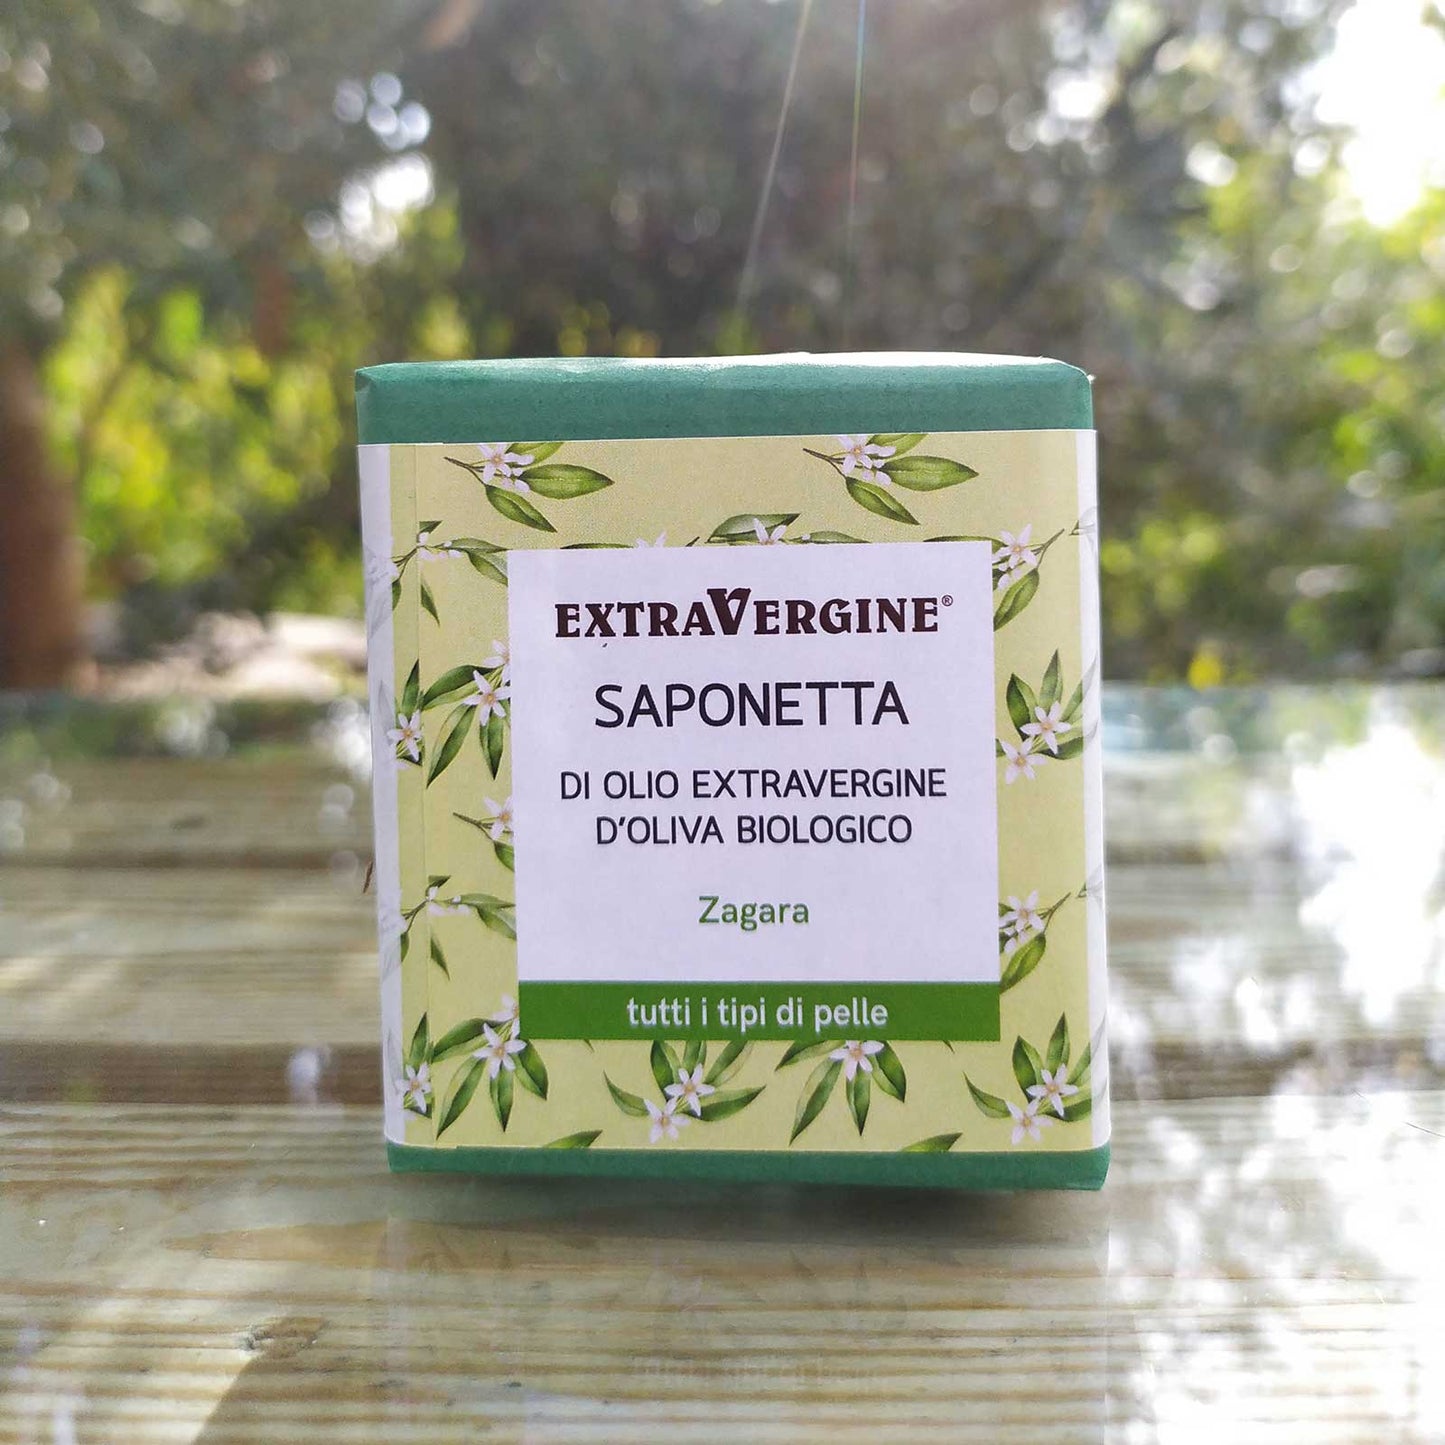 EXTRAVERGINE®
SAPONETTA
DI OLIO EXTRAVERGINE
D'OLIVA BIOLOGICO
Zagara
tutti i tipi di pelle